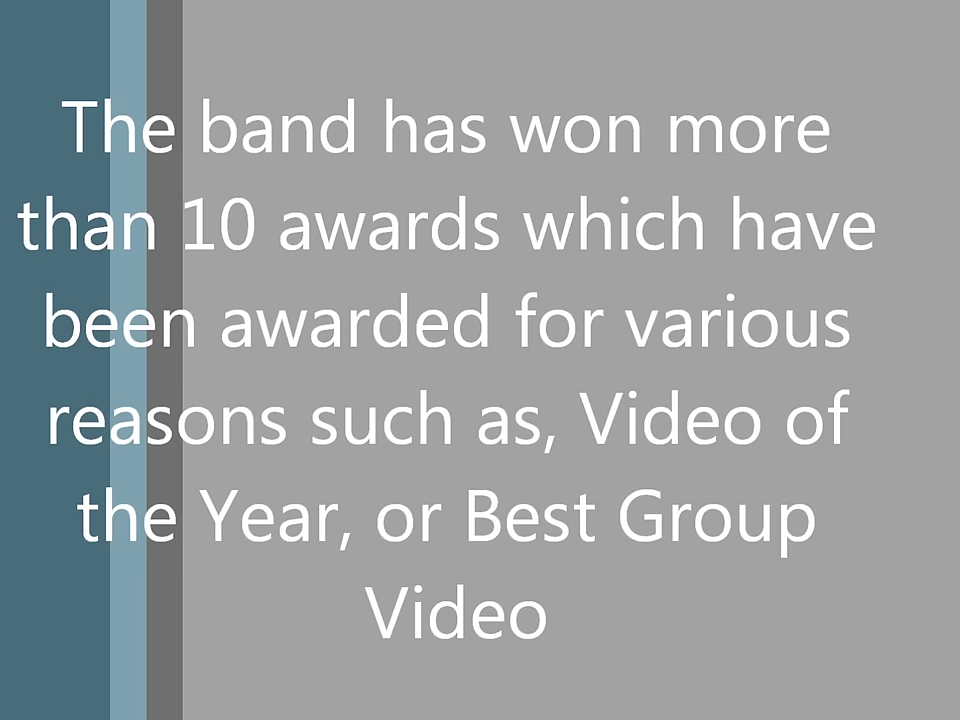 The band has won more
than 10 awards which have
been awarded for various
reasons such as, Video of
the Year, or Best Group
Video